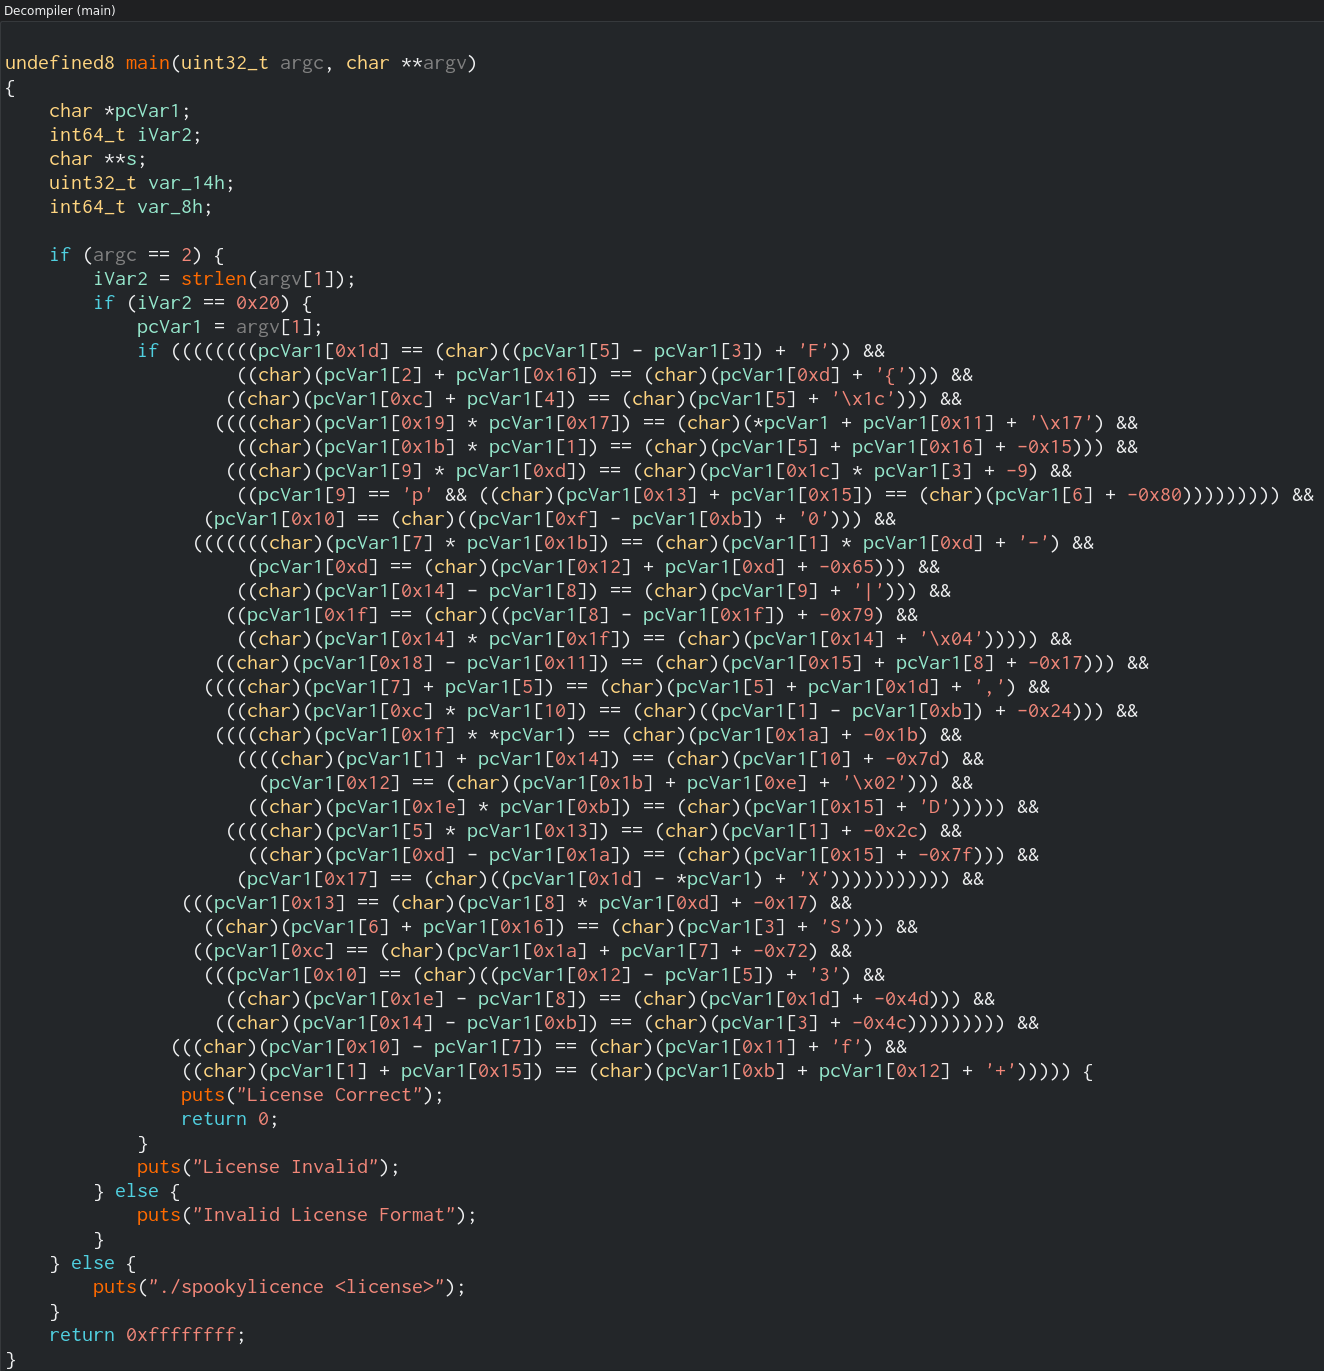 Decompiler (main)
undefined8 main(uint32_t argc, char **argv)
{
    char *pcVar1;
    int64_t iVar2;
    char **s;
    uint32_t var_14h;
    int64_t var_8h;

    if (argc == 2) {
        iVar2 = strlen(argv[1]);
        if (iVar2 == 0x20) {
            pcVar1 = argv[1];
            if ((((((((pcVar1[0x1d] == (char)((pcVar1[5] - pcVar1[3]) + 'F')) &&
                     ((char)(pcVar1[2] + pcVar1[0x16]) == (char)(pcVar1[0xd] + '{'))) &&
                    ((char)(pcVar1[0xc] + pcVar1[4]) == (char)(pcVar1[5] + '\x1c'))) &&
                   ((((char)(pcVar1[0x19] * pcVar1[0x17]) == (char)(*pcVar1 + pcVar1[0x11] + '\x17') &&
                     ((char)(pcVar1[0x1b] * pcVar1[1]) == (char)(pcVar1[5] + pcVar1[0x16] + -0x15))) &&
                    (((char)(pcVar1[9] * pcVar1[0xd]) == (char)(pcVar1[0x1c] * pcVar1[3] + -9) &&
                     ((pcVar1[9] == 'p' && ((char)(pcVar1[0x13] + pcVar1[0x15]) == (char)(pcVar1[6] + -0x80))))))))) &&
                  (pcVar1[0x10] == (char)((pcVar1[0xf] - pcVar1[0xb]) + '0'))) &&
                 (((((((char)(pcVar1[7] * pcVar1[0x1b]) == (char)(pcVar1[1] * pcVar1[0xd] + '-') &&
                      (pcVar1[0xd] == (char)(pcVar1[0x12] + pcVar1[0xd] + -0x65))) &&
                     ((char)(pcVar1[0x14] - pcVar1[8]) == (char)(pcVar1[9] + '|'))) &&
                    ((pcVar1[0x1f] == (char)((pcVar1[8] - pcVar1[0x1f]) + -0x79) &&
                     ((char)(pcVar1[0x14] * pcVar1[0x1f]) == (char)(pcVar1[0x14] + '\x04'))))) &&
                   ((char)(pcVar1[0x18] - pcVar1[0x11]) == (char)(pcVar1[0x15] + pcVar1[8] + -0x17))) &&
                  ((((char)(pcVar1[7] + pcVar1[5]) == (char)(pcVar1[5] + pcVar1[0x1d] + ',') &&
                    ((char)(pcVar1[0xc] * pcVar1[10]) == (char)((pcVar1[1] - pcVar1[0xb]) + -0x24))) &&
                   ((((char)(pcVar1[0x1f] * *pcVar1) == (char)(pcVar1[0x1a] + -0x1b) &&
                     ((((char)(pcVar1[1] + pcVar1[0x14]) == (char)(pcVar1[10] + -0x7d) &&
                       (pcVar1[0x12] == (char)(pcVar1[0x1b] + pcVar1[0xe] + '\x02'))) &&
                      ((char)(pcVar1[0x1e] * pcVar1[0xb]) == (char)(pcVar1[0x15] + 'D'))))) &&
                    ((((char)(pcVar1[5] * pcVar1[0x13]) == (char)(pcVar1[1] + -0x2c) &&
                      ((char)(pcVar1[0xd] - pcVar1[0x1a]) == (char)(pcVar1[0x15] + -0x7f))) &&
                     (pcVar1[0x17] == (char)((pcVar1[0x1d] - *pcVar1) + 'X'))))))))))) &&
                (((pcVar1[0x13] == (char)(pcVar1[8] * pcVar1[0xd] + -0x17) &&
                  ((char)(pcVar1[6] + pcVar1[0x16]) == (char)(pcVar1[3] + 'S'))) &&
                 ((pcVar1[0xc] == (char)(pcVar1[0x1a] + pcVar1[7] + -0x72) &&
                  (((pcVar1[0x10] == (char)((pcVar1[0x12] - pcVar1[5]) + '3') &&
                    ((char)(pcVar1[0x1e] - pcVar1[8]) == (char)(pcVar1[0x1d] + -0x4d))) &&
                   ((char)(pcVar1[0x14] - pcVar1[0xb]) == (char)(pcVar1[3] + -0x4c))))))))) &&
               (((char)(pcVar1[0x10] - pcVar1[7]) == (char)(pcVar1[0x11] + 'f') &&
                ((char)(pcVar1[1] + pcVar1[0x15]) == (char)(pcVar1[0xb] + pcVar1[0x12] + '+'))))) {
                puts("License Correct");
                return 0;
            }
            puts("License Invalid");
        } else {
            puts("Invalid License Format");
        }
    } else {
        puts("./spookylicence <license>");
    }
    return 0xffffffff;
}